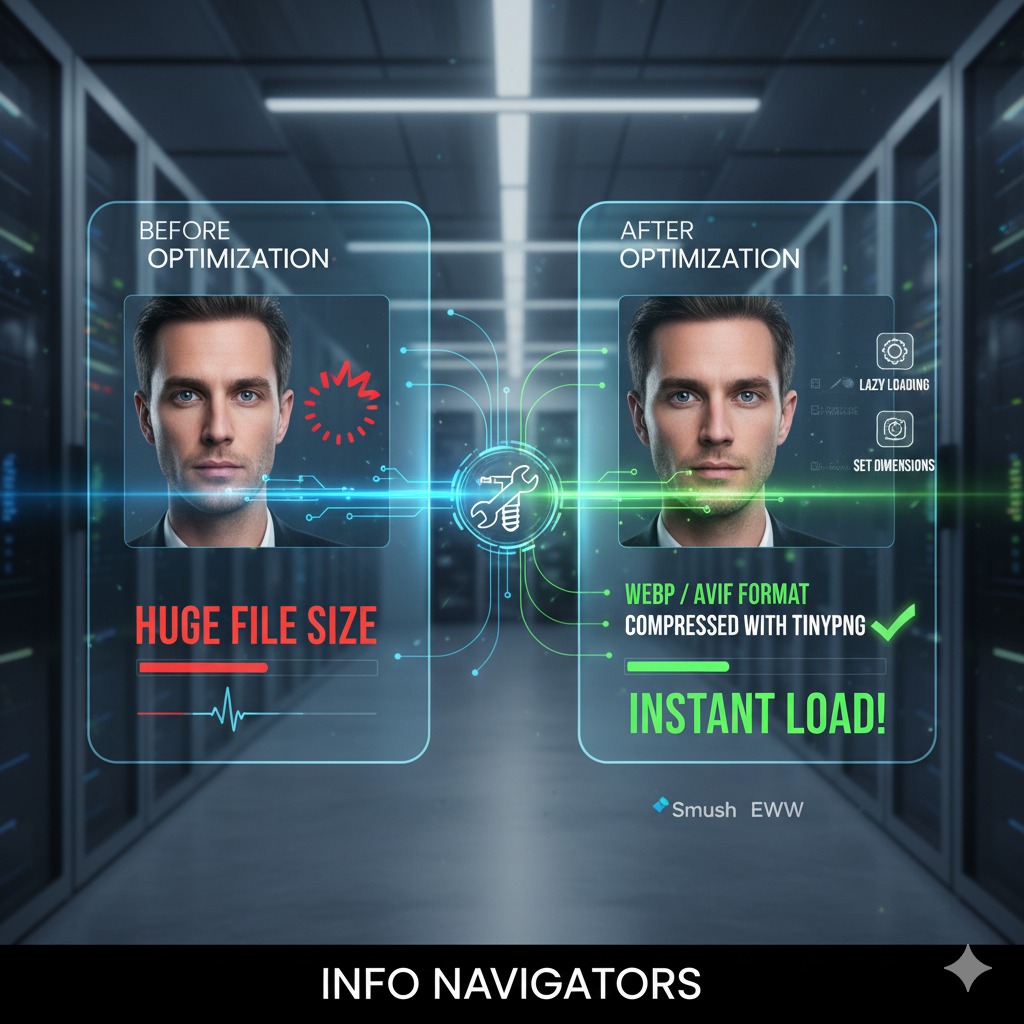 BEFORE
OPTIMIZATION
HUGE FILE SIZE
AFTER
OPTIMIZATION
LAZY LOADING
SET DIMENSIONS
WEBP / AVIF FORMAT
COMPRESSED WITH TINYPNG
INSTANT LOAD!
Smush EWW
INFO NAVIGATORS